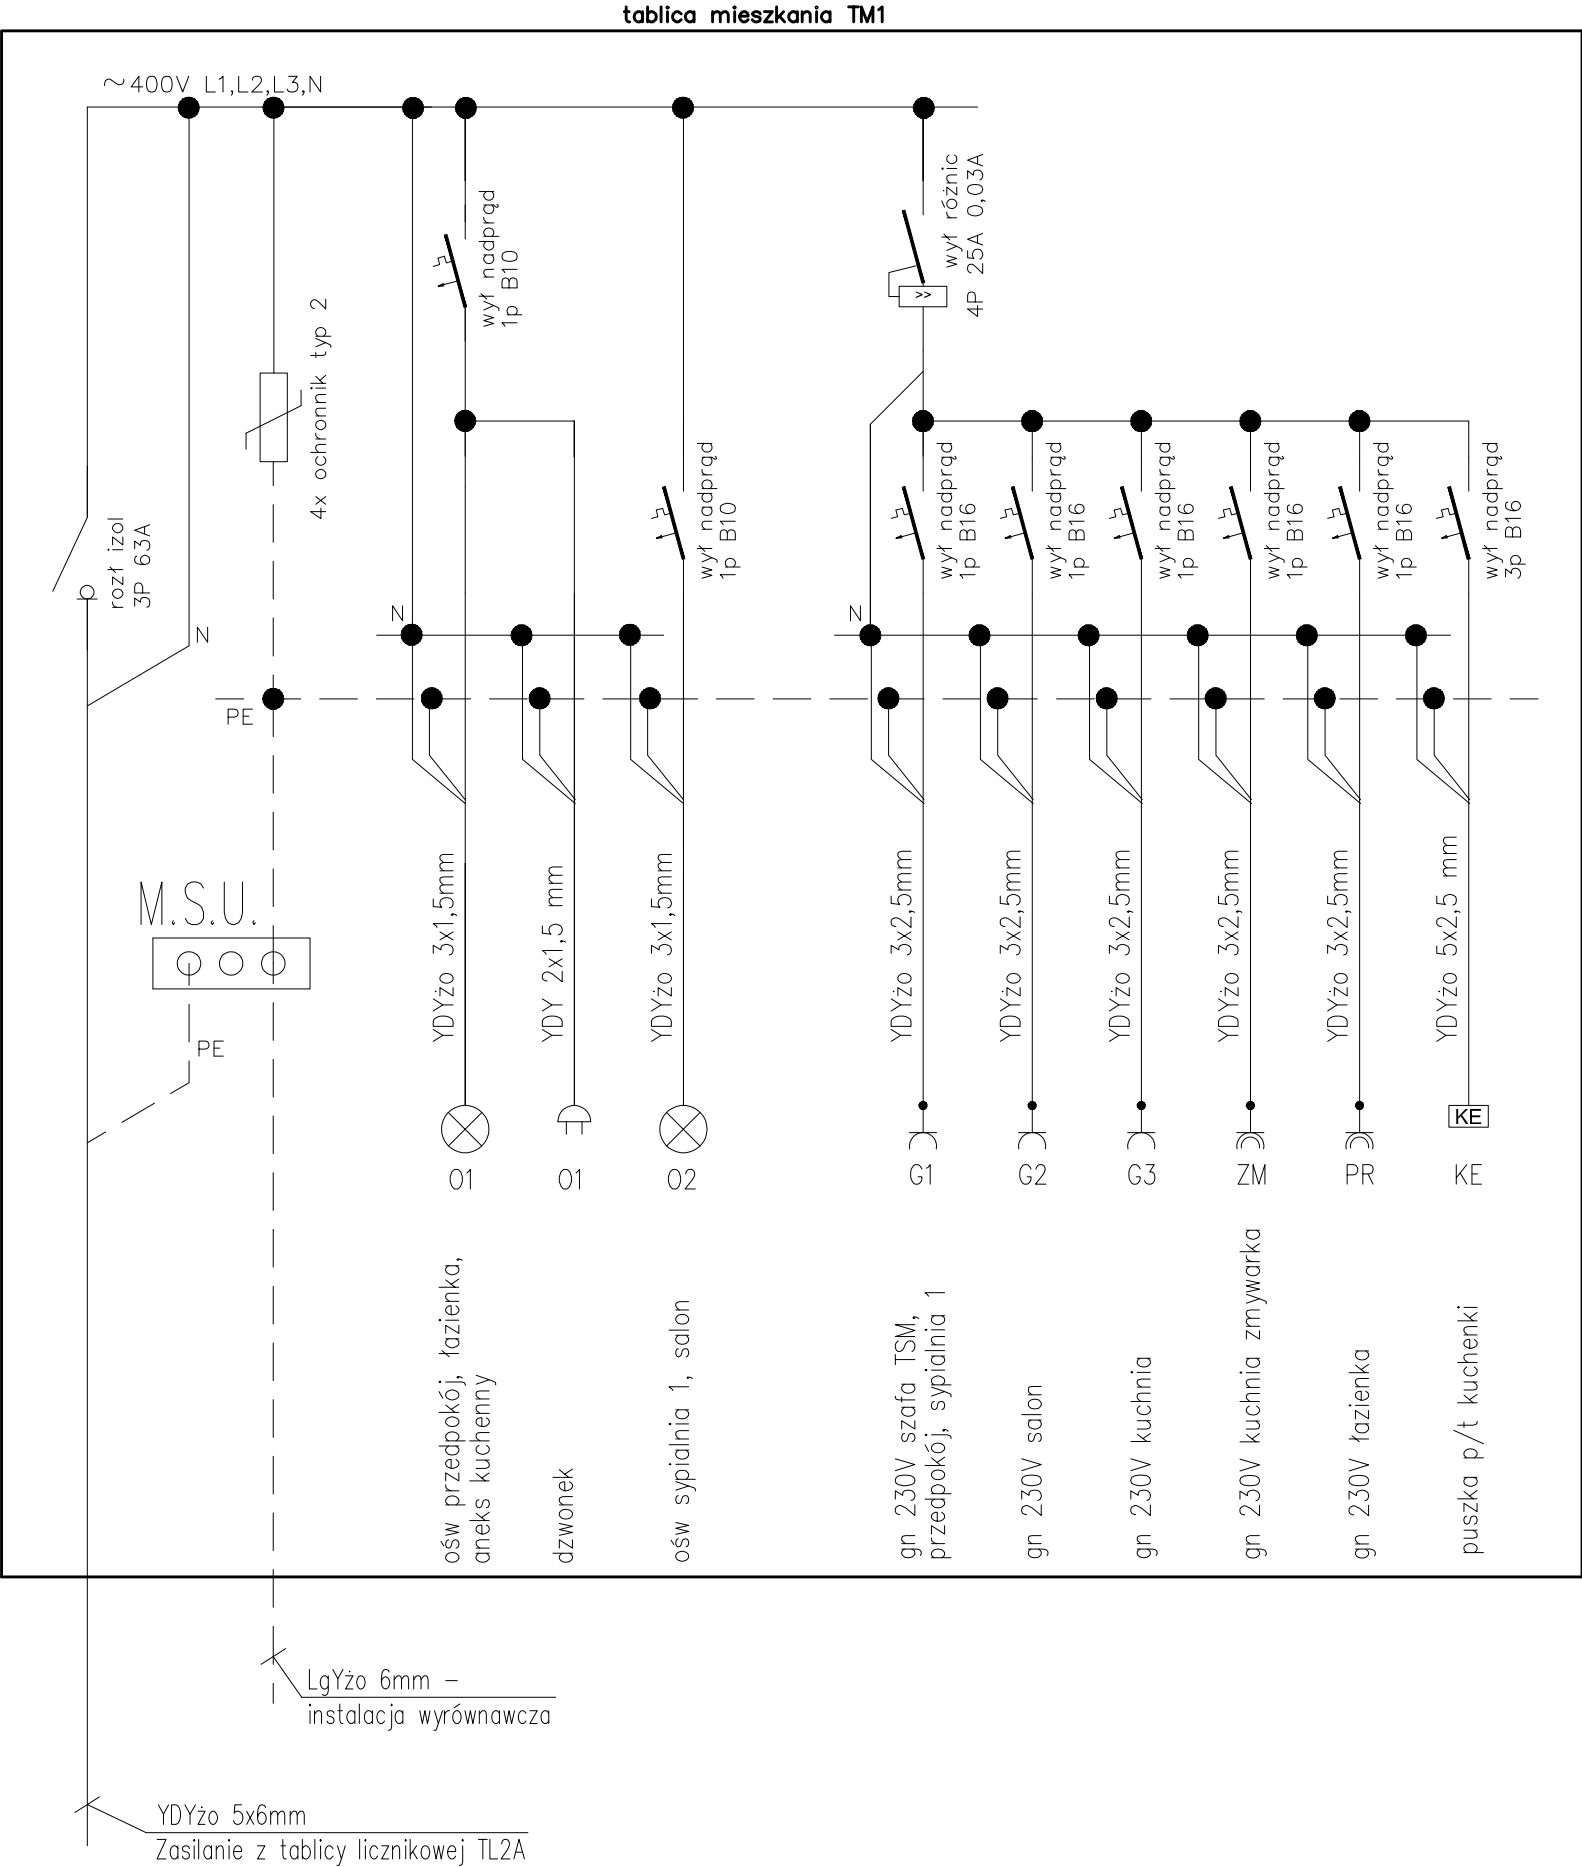 tablica mieszkania TM1
~400V L1,L2,L3,N
rozł izol
3P 63A
N
4x ochronnik typ 2
wył nadprąd
1p B10
wył nadprąd
1p B10
wył różnic
4P 25A 0,03A
>>
wył nadprąd
1p B16
wył nadprąd
1p B16
wył nadprąd
1p B16
wył nadprąd
1p B16
wył nadprąd
1p B16
wył nadprąd
3p B16
N
N
PE
M.S.U.
PE
YDYżo 3x1,5mm
YDY 2x1,5 mm
YDYżo 3x1,5mm
YDYżo 3x2,5mm
YDYżo 3x2,5mm
YDYżo 3x2,5mm
YDYżo 3x2,5mm
YDYżo 3x2,5mm
YDYżo 5x2,5 mm
KE
O1
O1
O2
G1
G2
G3
ZM
PR
KE
ośw przedpokój, łazienka,
aneks kuchenny
dzwonek
ośw sypialnia 1, salon
gn 230V szafa TSM,
przedpokój, sypialnia 1
gn 230V salon
gn 230V kuchnia
gn 230V kuchnia zmywarka
gn 230V łazienka
puszka p/t kuchenki
LgYżo 6mm –
instalacja wyrównawcza
YDYżo 5x6mm
Zasilanie z tablicy licznikowej TL2A